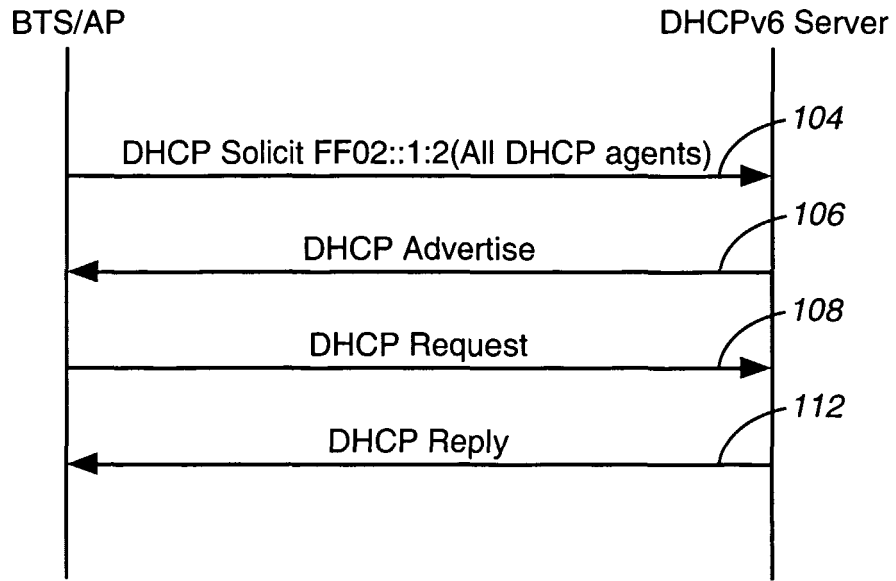 BTS/AP
DHCPv6 Server
104
DHCP Solicit FF02::1:2(All DHCP agents)
106
DHCP Advertise
108
DHCP Request
112
DHCP Reply